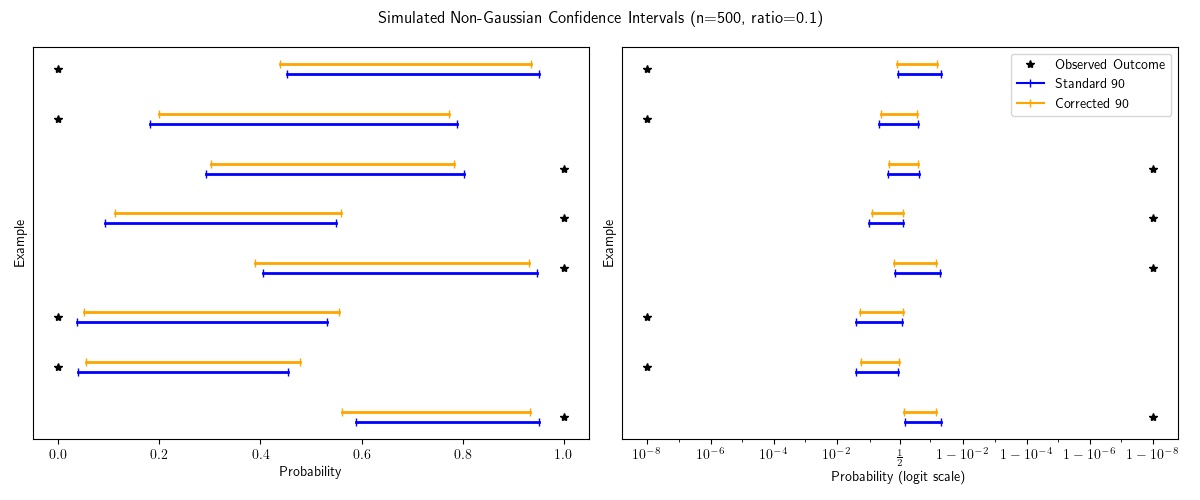 Simulated Non-Gaussian Confidence Intervals (n=500, ratio=0.1)
Example
0.0 0.2 0.4 0.6 0.8 1.0
Probability
Example
Observed Outcome
Standard 90
Corrected 90
10⁻⁸ 10⁻⁶ 10⁻⁴ 10⁻² 1/2 1 − 10⁻² 1 − 10⁻⁴ 1 − 10⁻⁶ 1 − 10⁻⁸
Probability (logit scale)